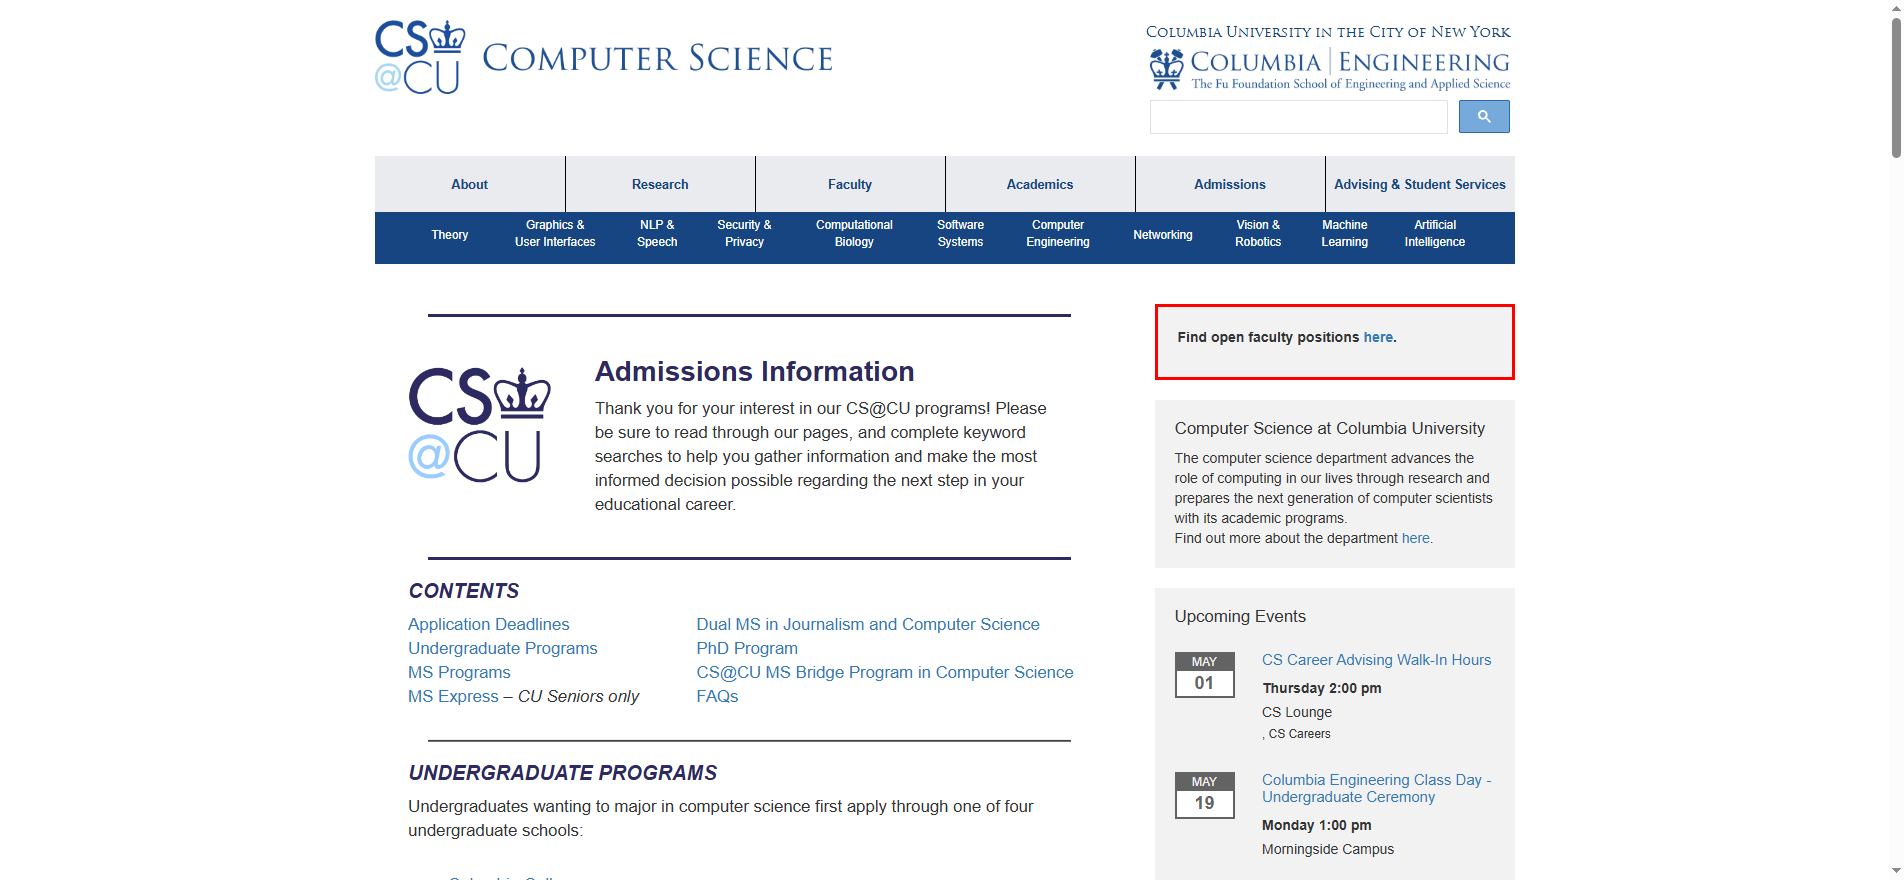 CS
@CU
COMPUTER SCIENCE
COLUMBIA UNIVERSITY IN THE CITY OF NEW YORK
COLUMBIA | ENGINEERING
The Fu Foundation School of Engineering and Applied Science
About
Research
Faculty
Academics
Admissions
Advising & Student Services
Theory
Graphics &
User Interfaces
NLP &
Speech
Security &
Privacy
Computational
Biology
Software
Systems
Computer
Engineering
Networking
Vision &
Robotics
Machine
Learning
Artificial
Intelligence
CS
@CU
Admissions Information
Thank you for your interest in our CS@CU programs! Please
be sure to read through our pages, and complete keyword
searches to help you gather information and make the most
informed decision possible regarding the next step in your
educational career.
CONTENTS
Application Deadlines
Undergraduate Programs
MS Programs
MS Express – CU Seniors only
Dual MS in Journalism and Computer Science
PhD Program
CS@CU MS Bridge Program in Computer Science
FAQs
UNDERGRADUATE PROGRAMS
Undergraduates wanting to major in computer science first apply through one of four
undergraduate schools:
Find open faculty positions here.
Computer Science at Columbia University
The computer science department advances the
role of computing in our lives through research and
prepares the next generation of computer scientists
with its academic programs.
Find out more about the department here.
Upcoming Events
MAY
01
CS Career Advising Walk-In Hours
Thursday 2:00 pm
CS Lounge
, CS Careers
MAY
19
Columbia Engineering Class Day -
Undergraduate Ceremony
Monday 1:00 pm
Morningside Campus